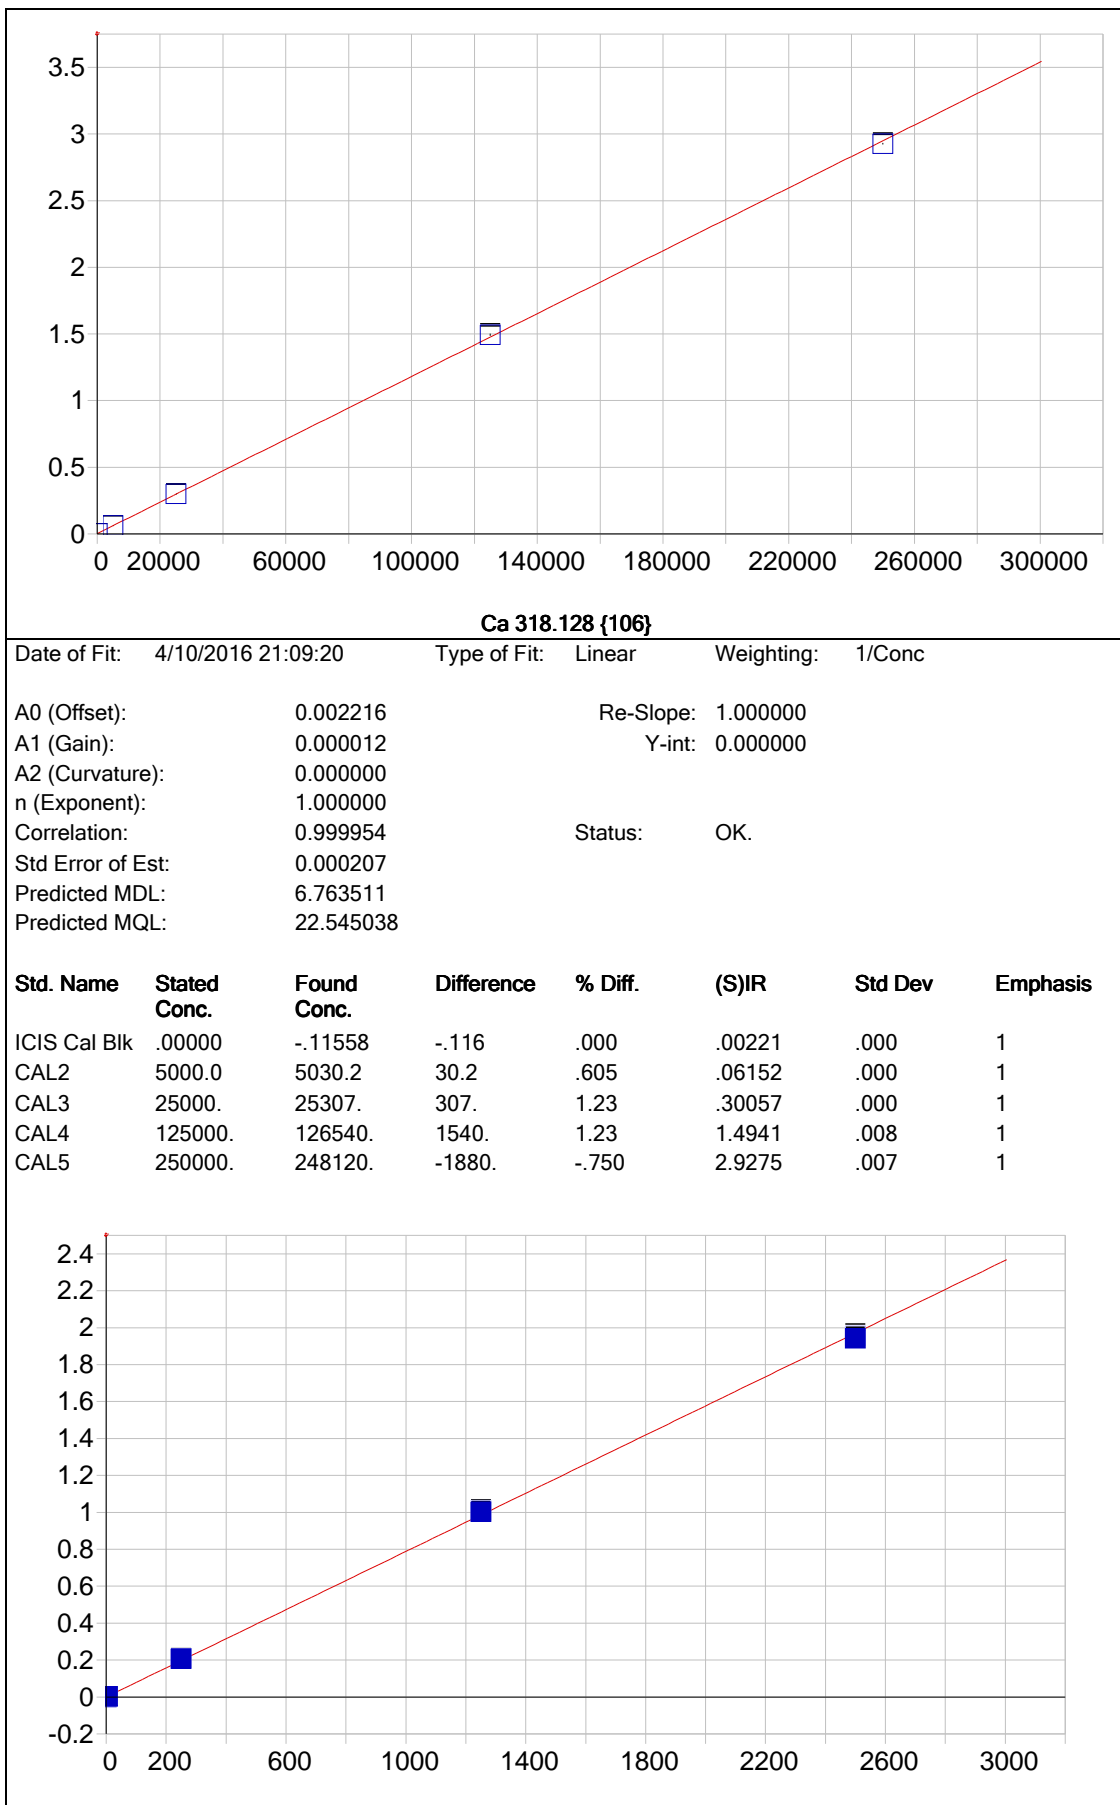 3.5
3
2.5
2
1.5
1
0.5
0
0 20000 60000 100000 140000 180000 220000 260000 300000
Ca 318.128 {106}
Date of Fit: 4/10/2016 21:09:20 Type of Fit: Linear Weighting: 1/Conc
A0 (Offset): 0.002216 Re-Slope: 1.000000
A1 (Gain): 0.000012 Y-int: 0.000000
A2 (Curvature): 0.000000
n (Exponent): 1.000000
Correlation: 0.999954 Status: OK.
Std Error of Est: 0.000207
Predicted MDL: 6.763511
Predicted MQL: 22.545038
Std. Name Stated Conc. Found Conc. Difference % Diff. (S)IR Std Dev Emphasis
ICIS Cal Blk .00000 -.11558 -.116 .000 .00221 .000 1
CAL2 5000.0 5030.2 30.2 .605 .06152 .000 1
CAL3 25000. 25307. 307. 1.23 .30057 .000 1
CAL4 125000. 126540. 1540. 1.23 1.4941 .008 1
CAL5 250000. 248120. -1880. -.750 2.9275 .007 1
2.4
2.2
2
1.8
1.6
1.4
1.2
1
0.8
0.6
0.4
0.2
0
-0.2
0 200 600 1000 1400 1800 2200 2600 3000